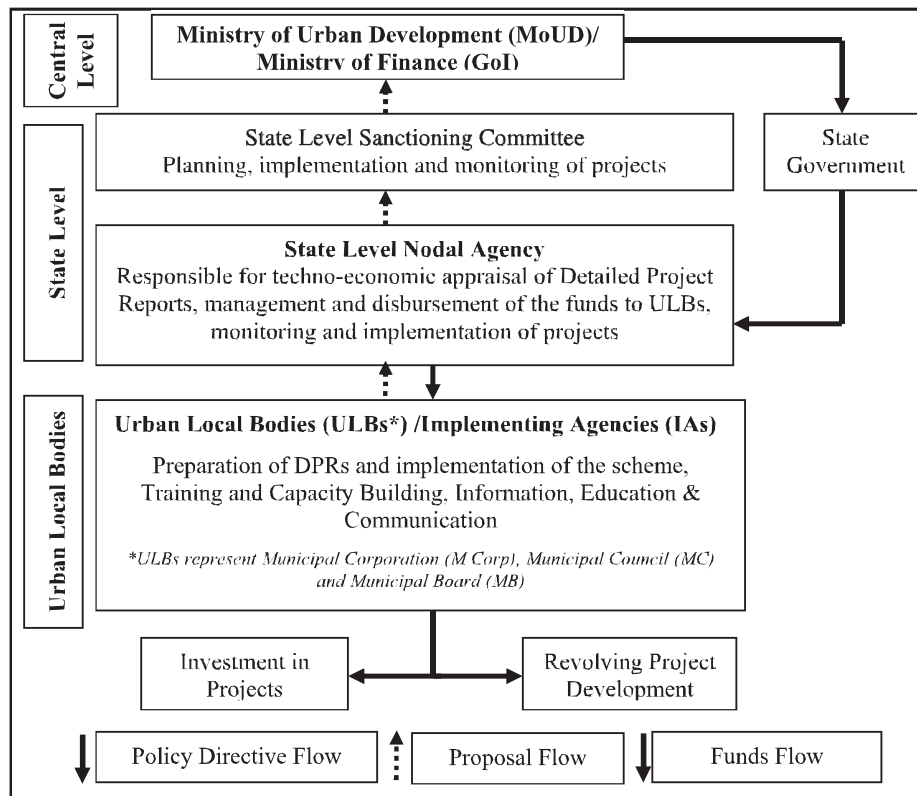 Central
Level
Ministry of Urban Development (MoUD)/
Ministry of Finance (GoI)
State Level
State Level Sanctioning Committee
Planning, implementation and monitoring of projects
State
Government
State Level Nodal Agency
Responsible for techno-economic appraisal of Detailed Project
Reports, management and disbursement of the funds to ULBs,
monitoring and implementation of projects
Urban Local Bodies
Urban Local Bodies (ULBs*) /Implementing Agencies (IAs)
Preparation of DPRs and implementation of the scheme,
Training and Capacity Building, Information, Education &
Communication
*ULBs represent Municipal Corporation (M Corp), Municipal Council (MC)
and Municipal Board (MB)
Investment in
Projects
Revolving Project
Development
Policy Directive Flow
Proposal Flow
Funds Flow